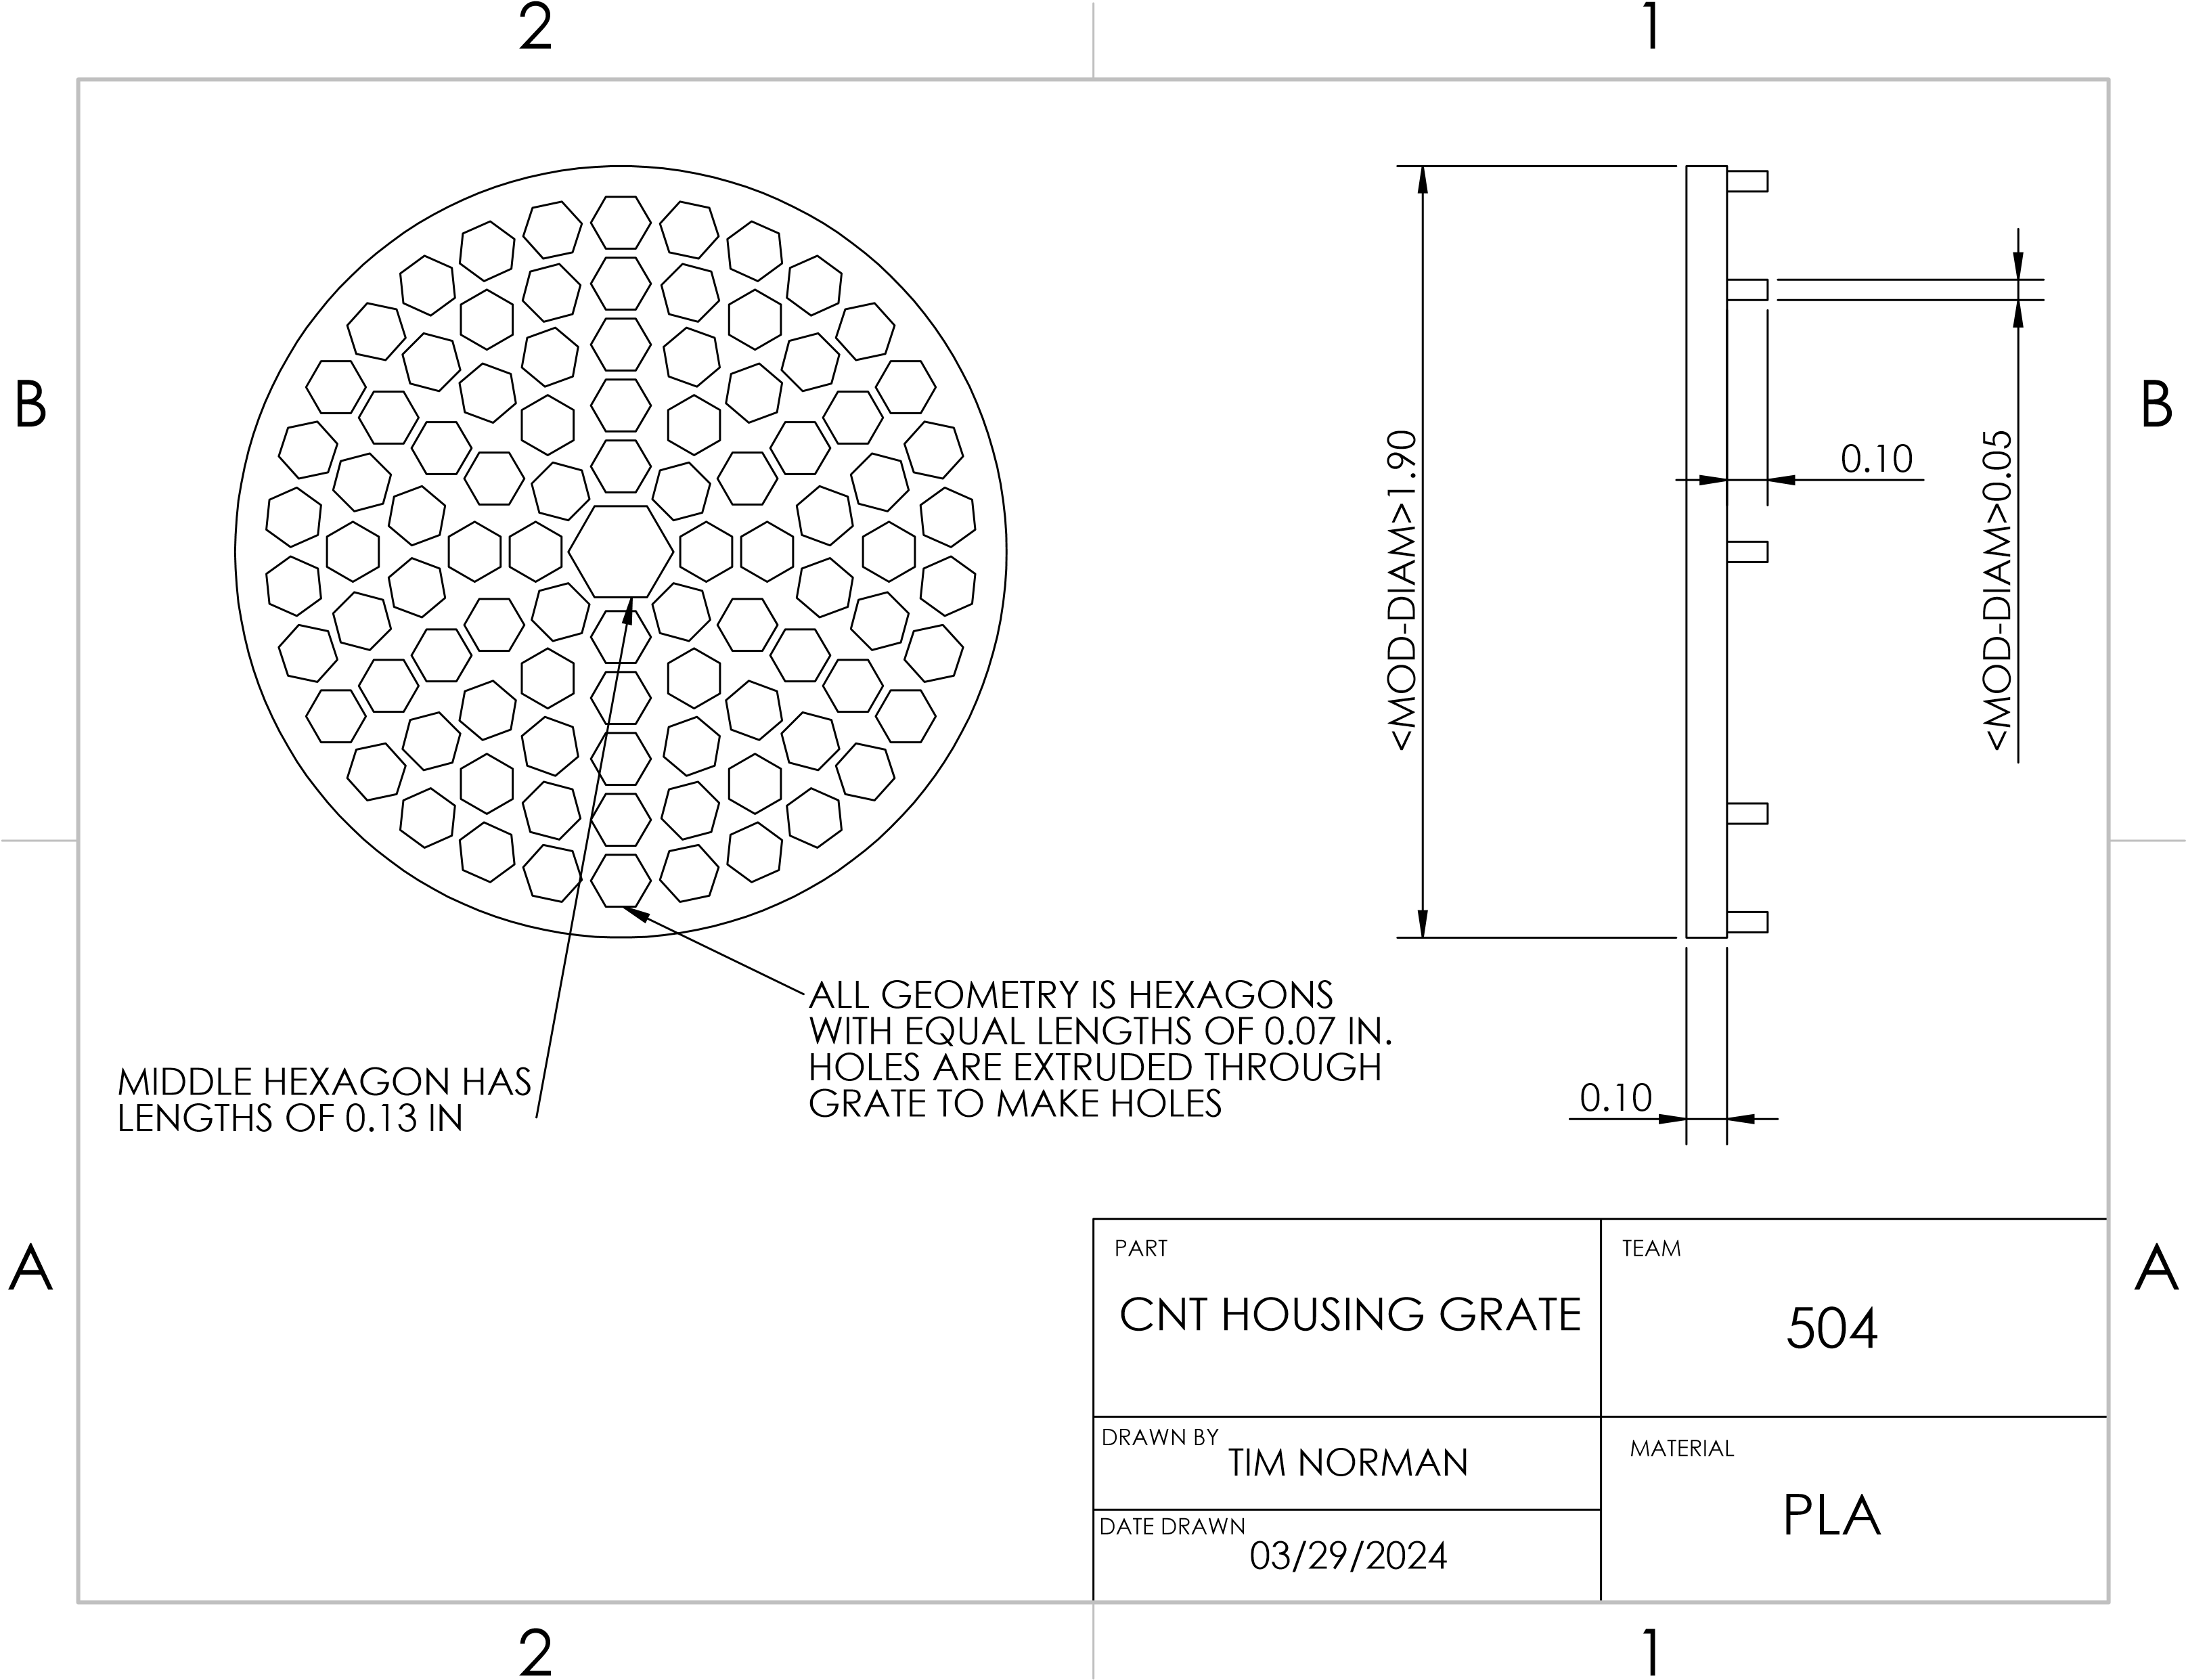 2
1
B
B
<MOD-DIAM>1.90
0.10
<MOD-DIAM>0.05
ALL GEOMETRY IS HEXAGONS
WITH EQUAL LENGTHS OF 0.07 IN.
HOLES ARE EXTRUDED THROUGH
GRATE TO MAKE HOLES
MIDDLE HEXAGON HAS
LENGTHS OF 0.13 IN
0.10
A
A
PART
CNT HOUSING GRATE
TEAM
504
DRAWN BY
TIM NORMAN
MATERIAL
PLA
DATE DRAWN
03/29/2024
2
1